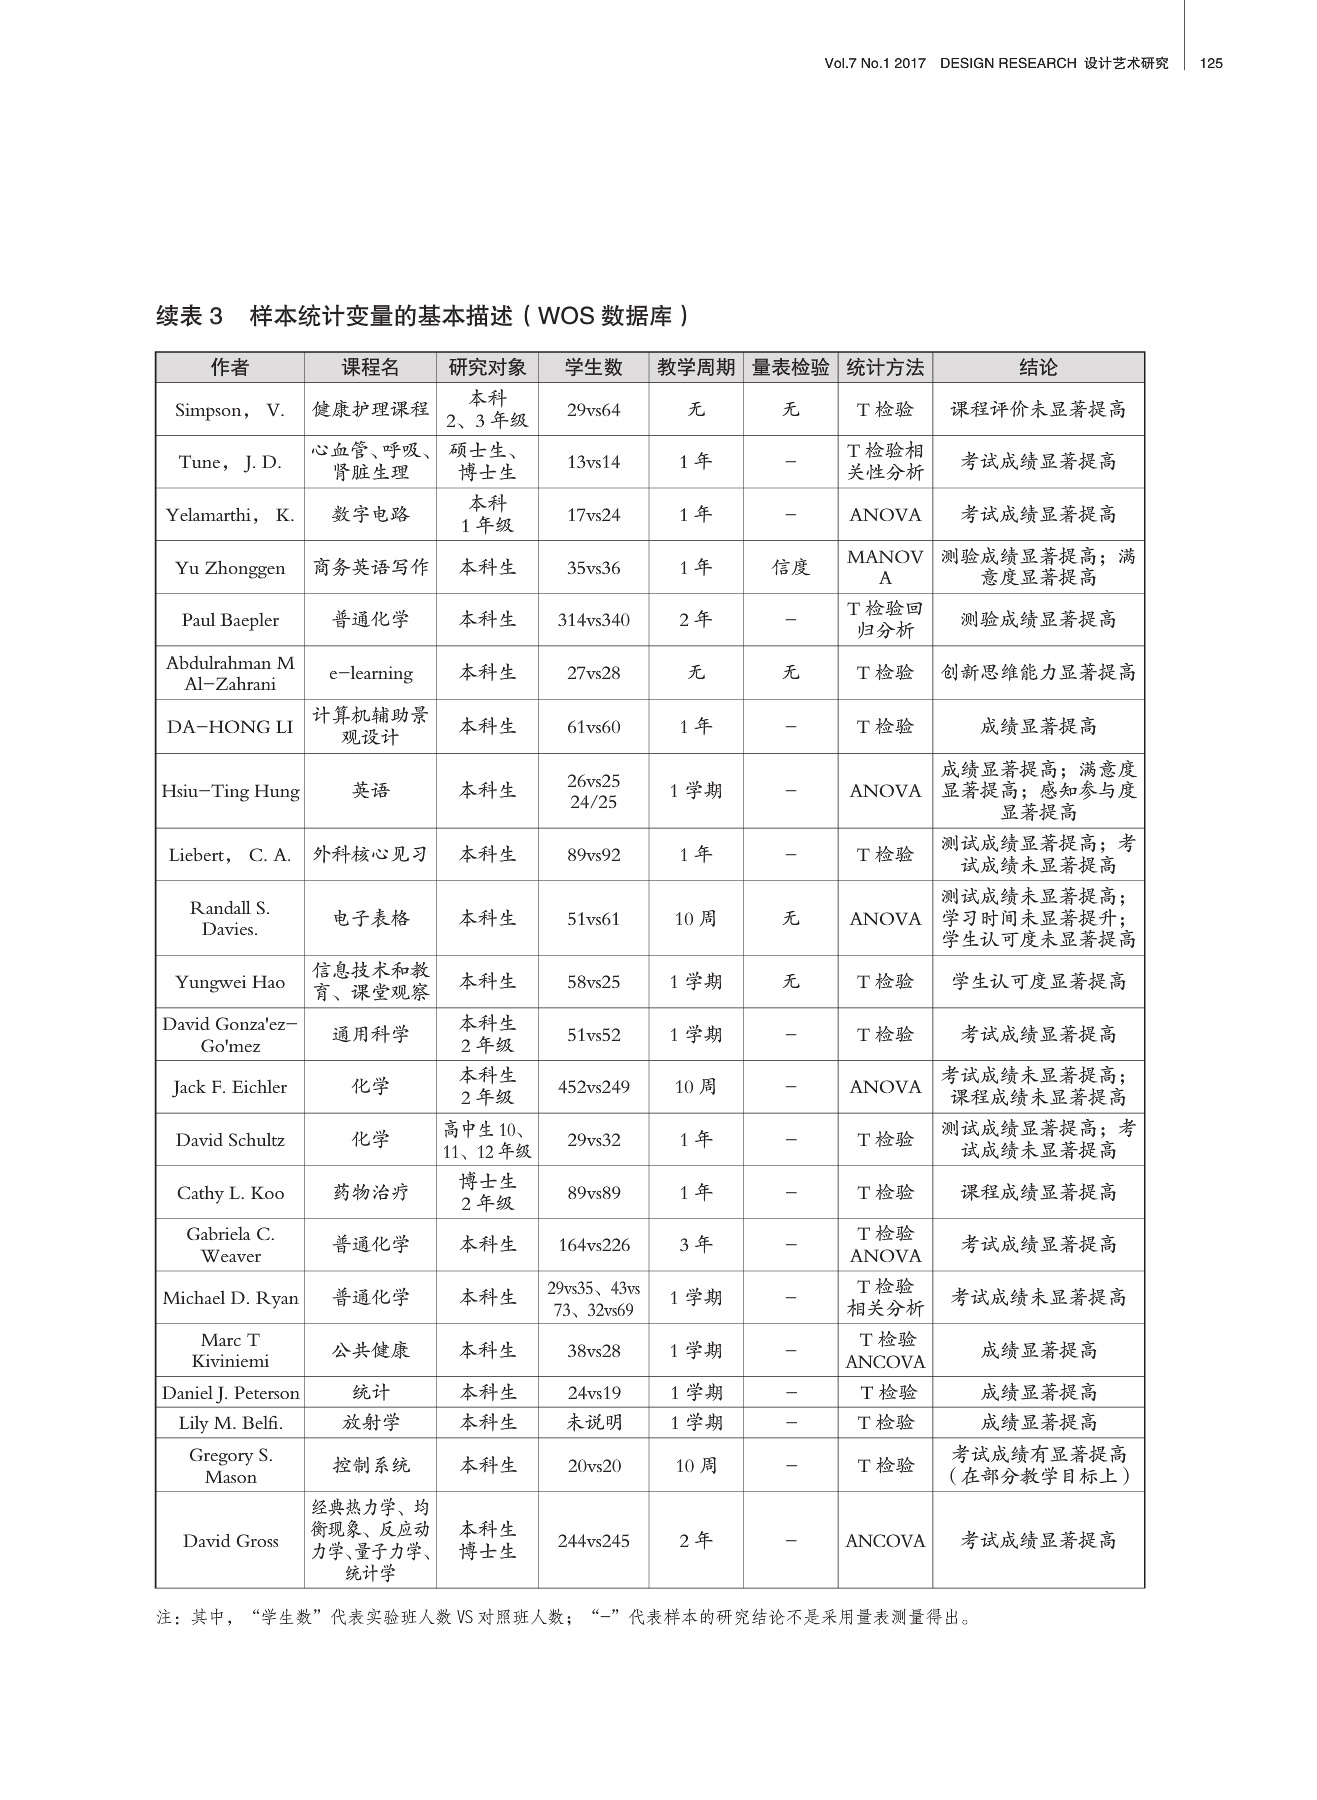 Vol.7 No.1 2017 DESIGN RESEARCH 设计艺术研究 125
续表 3 样本统计变量的基本描述（WOS 数据库）
作者 课程名 研究对象 学生数 教学周期 量表检验 统计方法 结论
Simpson， V. 健康护理课程 本科 2、3 年级 29vs64 无 无 T 检验 课程评价未显著提高
Tune， J. D. 心血管、呼吸、肾脏生理 硕士生、博士生 13vs14 1 年 − T 检验相关性分析 考试成绩显著提高
Yelamarthi， K. 数字电路 本科 1 年级 17vs24 1 年 − ANOVA 考试成绩显著提高
Yu Zhonggen 商务英语写作 本科生 35vs36 1 年 信度 MANOVA 测验成绩显著提高；满意度显著提高
Paul Baepler 普通化学 本科生 314vs340 2 年 − T 检验回归分析 测验成绩显著提高
Abdulrahman M Al−Zahrani e−learning 本科生 27vs28 无 无 T 检验 创新思维能力显著提高
DA−HONG LI 计算机辅助景观设计 本科生 61vs60 1 年 − T 检验 成绩显著提高
Hsiu−Ting Hung 英语 本科生 26vs25 24/25 1 学期 − ANOVA 成绩显著提高；满意度显著提高；感知参与度显著提高
Liebert， C. A. 外科核心见习 本科生 89vs92 1 年 − T 检验 测试成绩显著提高；考试成绩未显著提高
Randall S. Davies. 电子表格 本科生 51vs61 10 周 无 ANOVA 测试成绩未显著提高；学习时间未显著提升；学生认可度未显著提高
Yungwei Hao 信息技术和教育、课堂观察 本科生 58vs25 1 学期 无 T 检验 学生认可度显著提高
David Gonza'ez−Go'mez 通用科学 本科生 2 年级 51vs52 1 学期 − T 检验 考试成绩显著提高
Jack F. Eichler 化学 本科生 2 年级 452vs249 10 周 − ANOVA 考试成绩未显著提高；课程成绩未显著提高
David Schultz 化学 高中生 10、11、12 年级 29vs32 1 年 − T 检验 测试成绩显著提高；考试成绩未显著提高
Cathy L. Koo 药物治疗 博士生 2 年级 89vs89 1 年 − T 检验 课程成绩显著提高
Gabriela C. Weaver 普通化学 本科生 164vs226 3 年 − T 检验 ANOVA 考试成绩显著提高
Michael D. Ryan 普通化学 本科生 29vs35、43vs73、32vs69 1 学期 − T 检验 相关分析 考试成绩未显著提高
Marc T Kiviniemi 公共健康 本科生 38vs28 1 学期 − T 检验 ANCOVA 成绩显著提高
Daniel J. Peterson 统计 本科生 24vs19 1 学期 − T 检验 成绩显著提高
Lily M. Belfi. 放射学 本科生 未说明 1 学期 − T 检验 成绩显著提高
Gregory S. Mason 控制系统 本科生 20vs20 10 周 − T 检验 考试成绩有显著提高（在部分教学目标上）
David Gross 经典热力学、均衡现象、反应动力学、量子力学、统计学 本科生 博士生 244vs245 2 年 − ANCOVA 考试成绩显著提高
注：其中，“学生数”代表实验班人数 VS 对照班人数；“−”代表样本的研究结论不是采用量表测量得出。